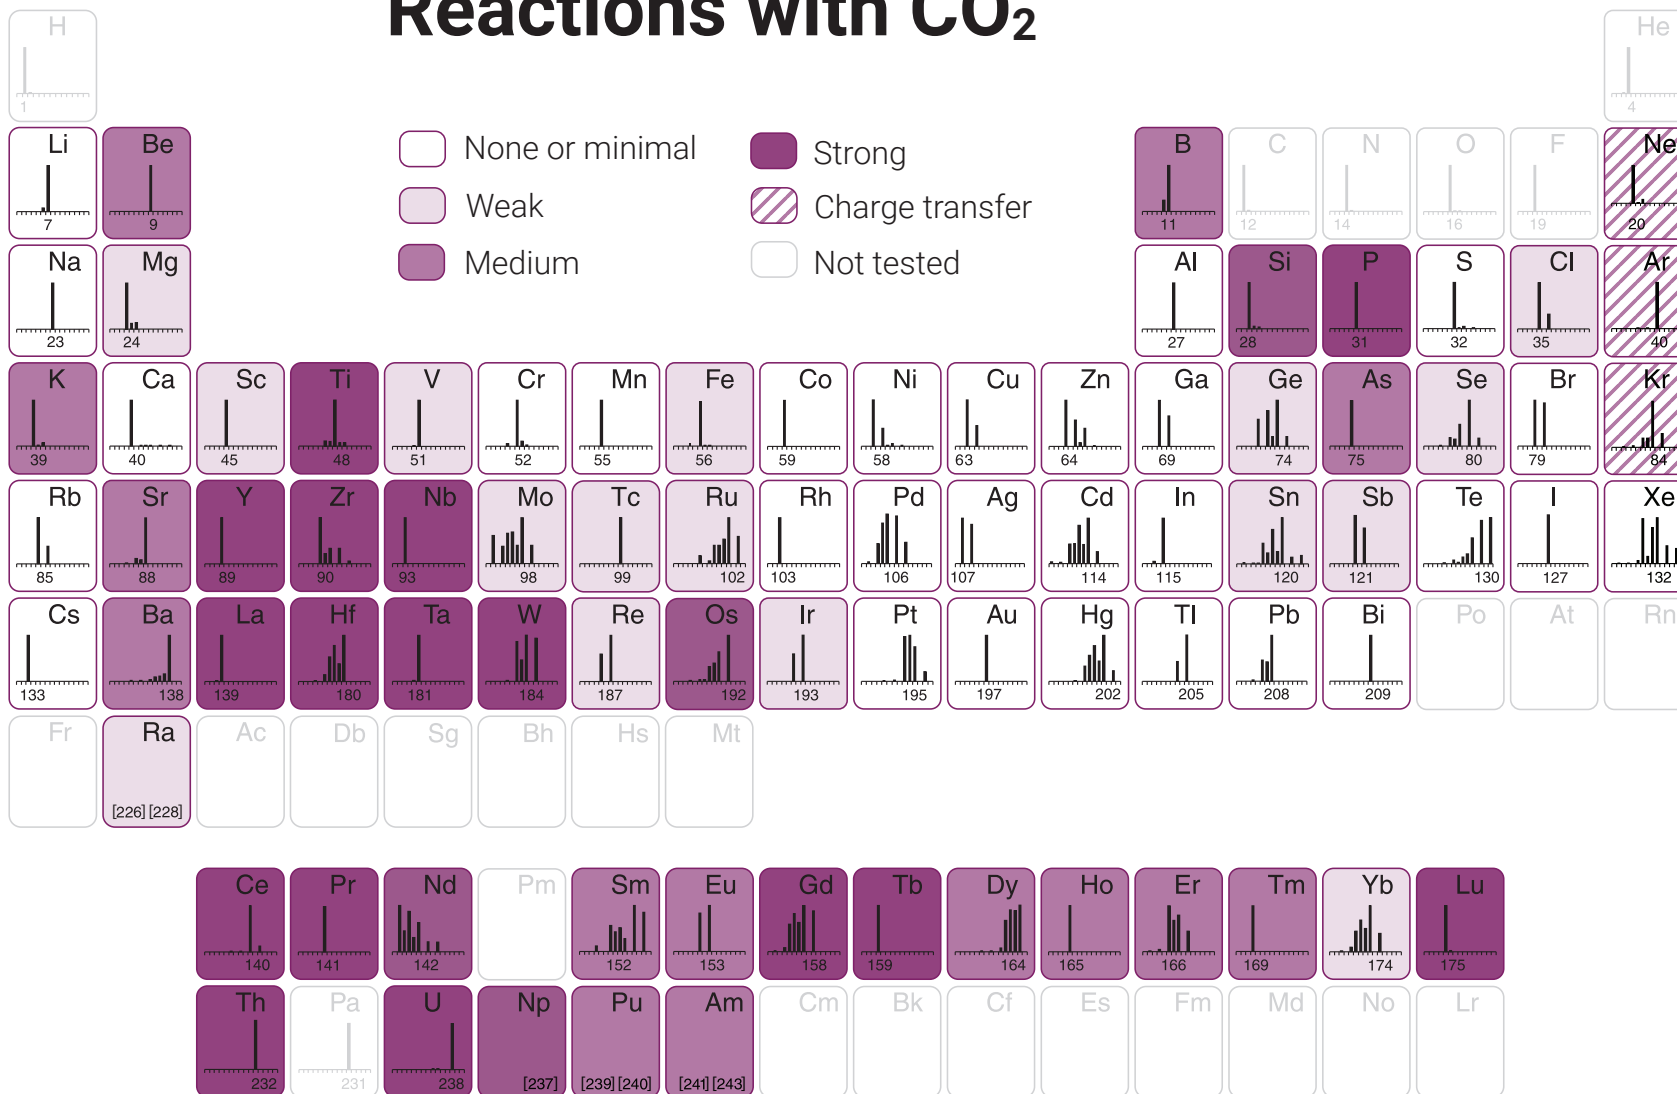 Reactions with CO2
H He
1 4
Li Be None or minimal Strong B C N O F Ne
7 9 Weak Charge transfer 11 12 14 16 19 20
Na Mg Medium Not tested Al Si P S Cl Ar
23 24 27 28 31 32 35 40
K Ca Sc Ti V Cr Mn Fe Co Ni Cu Zn Ga Ge As Se Br Kr
39 40 45 48 51 52 55 56 59 58 63 64 69 74 75 80 79 84
Rb Sr Y Zr Nb Mo Tc Ru Rh Pd Ag Cd In Sn Sb Te I Xe
85 88 89 90 93 98 99 102 103 106 107 114 115 120 121 130 127 132
Cs Ba La Hf Ta W Re Os Ir Pt Au Hg Tl Pb Bi Po At Rn
133 138 139 180 181 184 187 192 193 195 197 202 205 208 209
Fr Ra Ac Db Sg Bh Hs Mt
[226] [228]
Ce Pr Nd Pm Sm Eu Gd Tb Dy Ho Er Tm Yb Lu
140 141 142 152 153 158 159 164 165 166 169 174 175
Th Pa U Np Pu Am Cm Bk Cf Es Fm Md No Lr
232 231 238 [237] [239] [240] [241] [243]